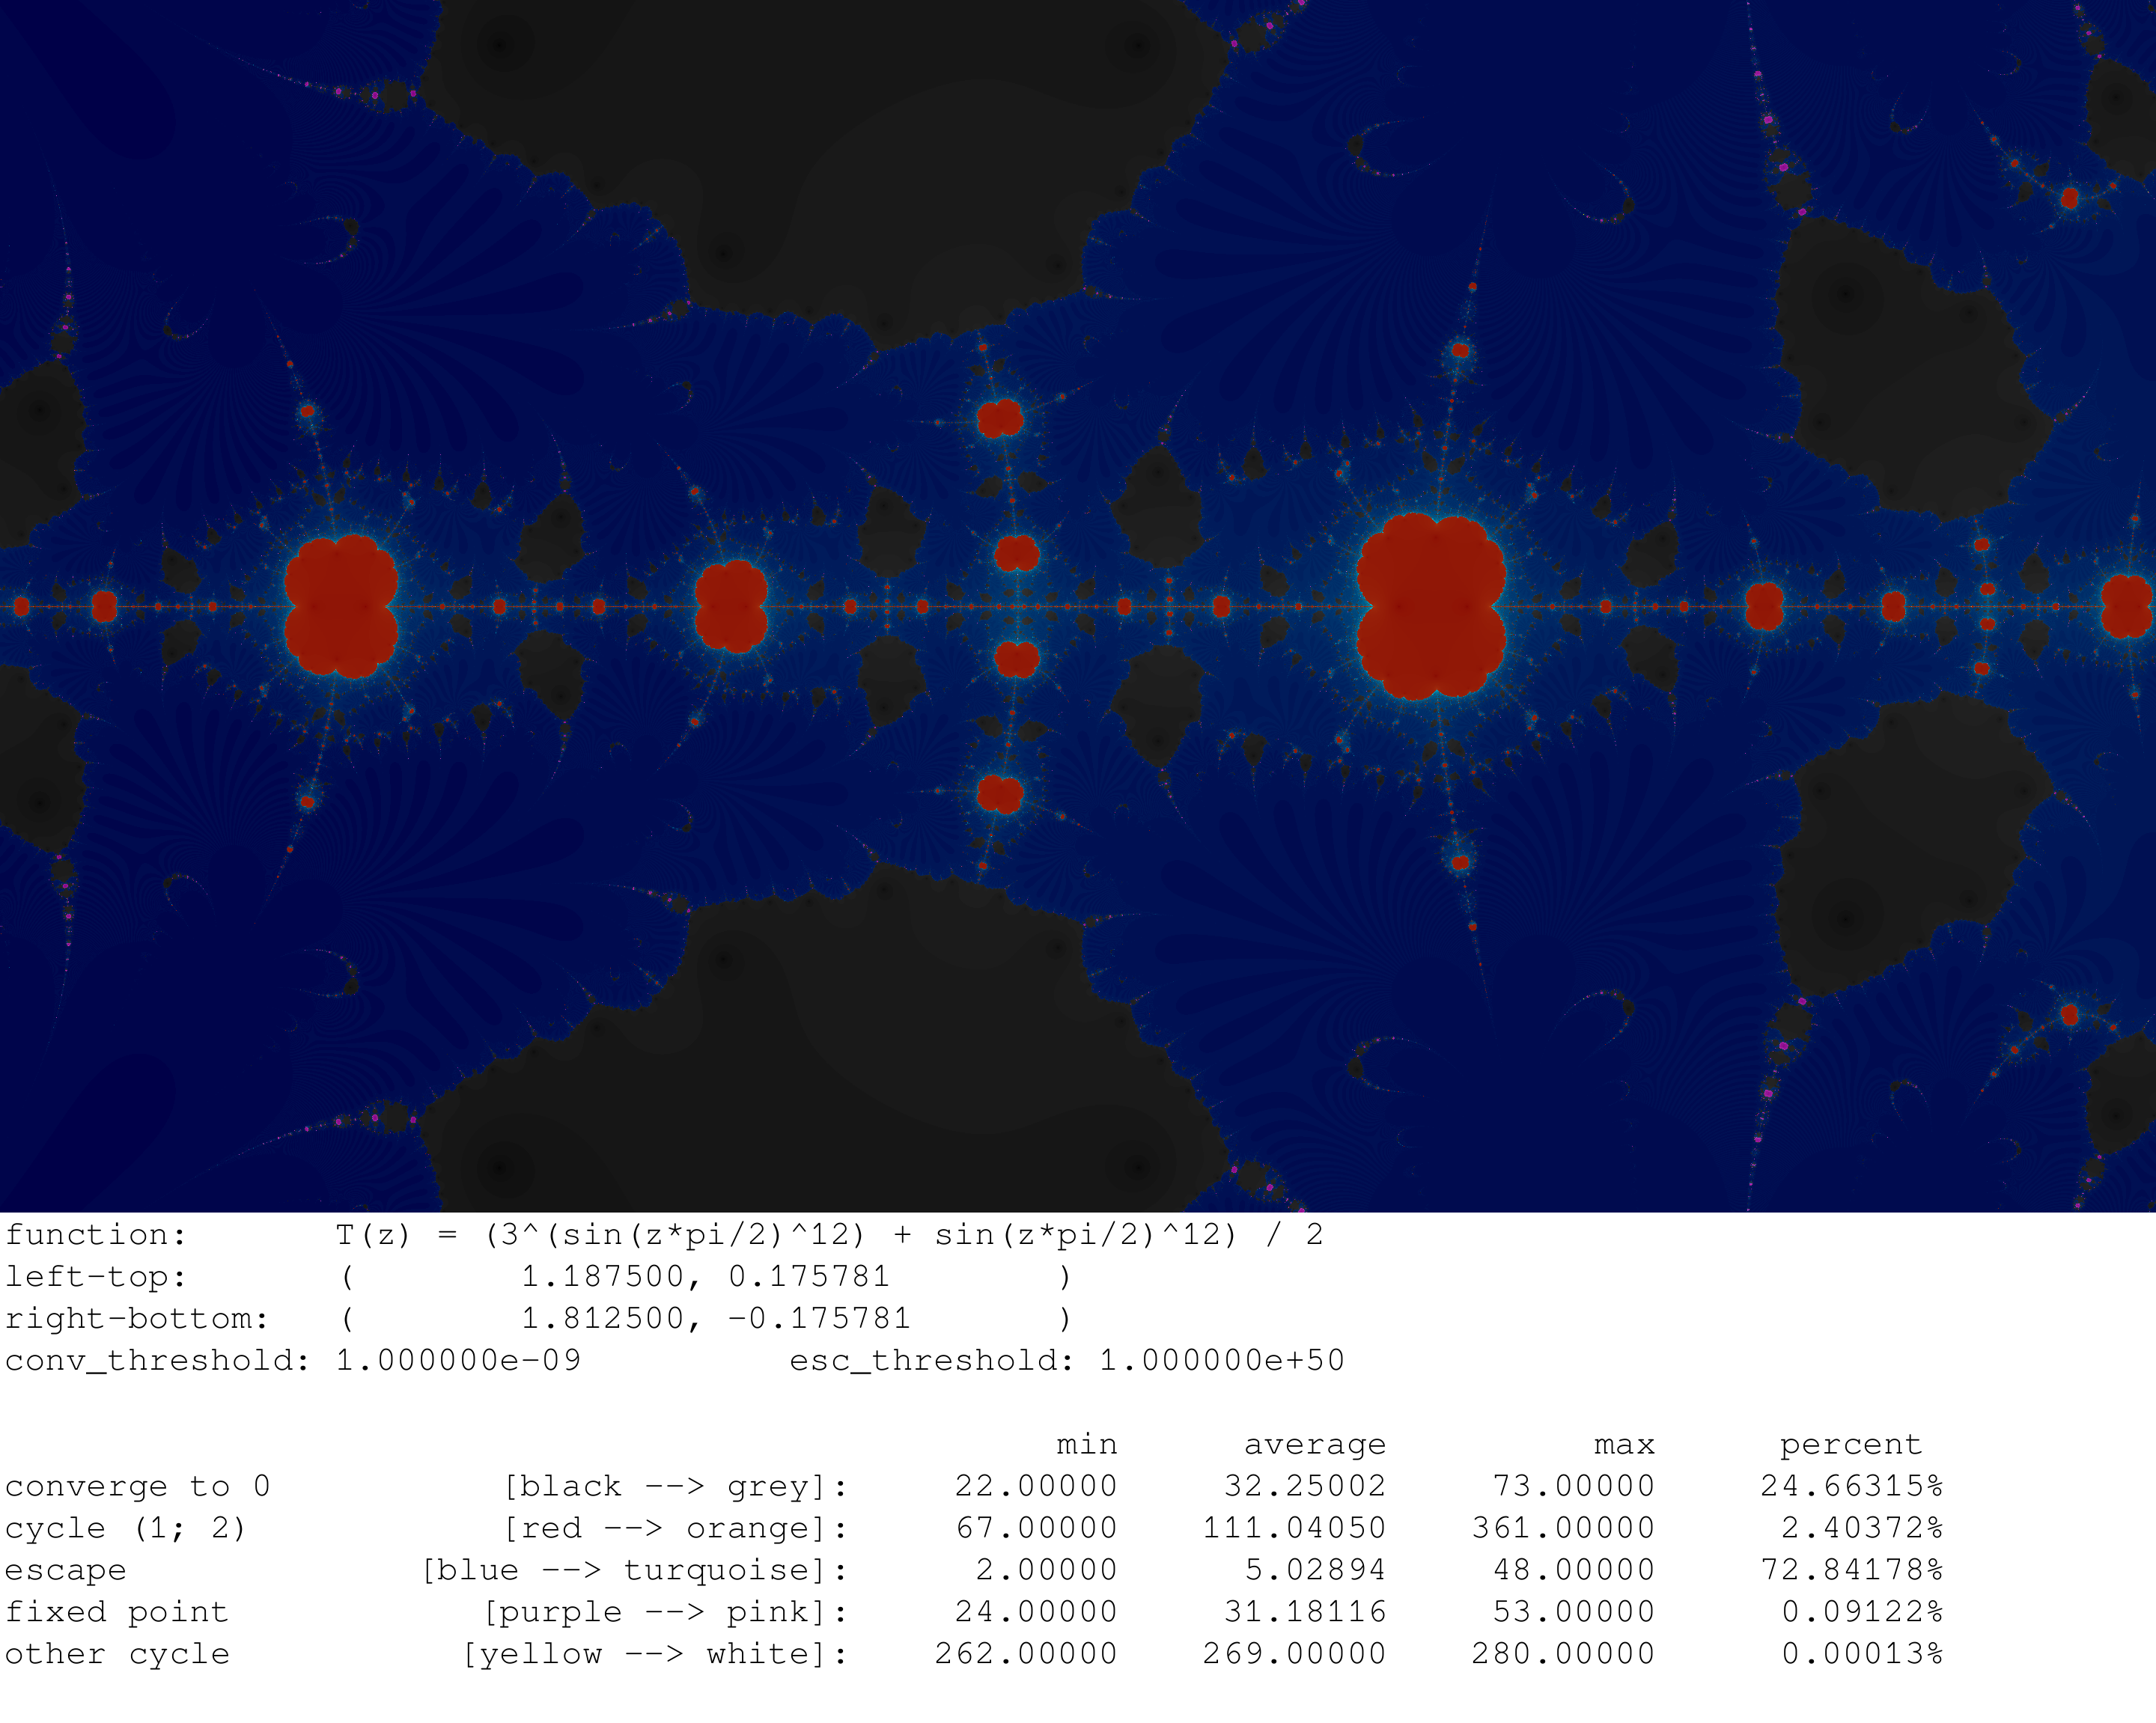 function: T(z) = (3^(sin(z*pi/2)^12) + sin(z*pi/2)^12) / 2
left-top: ( 1.187500, 0.175781 )
right-bottom: ( 1.812500, -0.175781 )
conv_threshold: 1.000000e-09 esc_threshold: 1.000000e+50
min average max percent
converge to 0 [black --> grey]: 22.00000 32.25002 73.00000 24.66315%
cycle (1; 2) [red --> orange]: 67.00000 111.04050 361.00000 2.40372%
escape [blue --> turquoise]: 2.00000 5.02894 48.00000 72.84178%
fixed point [purple --> pink]: 24.00000 31.18116 53.00000 0.09122%
other cycle [yellow --> white]: 262.00000 269.00000 280.00000 0.00013%